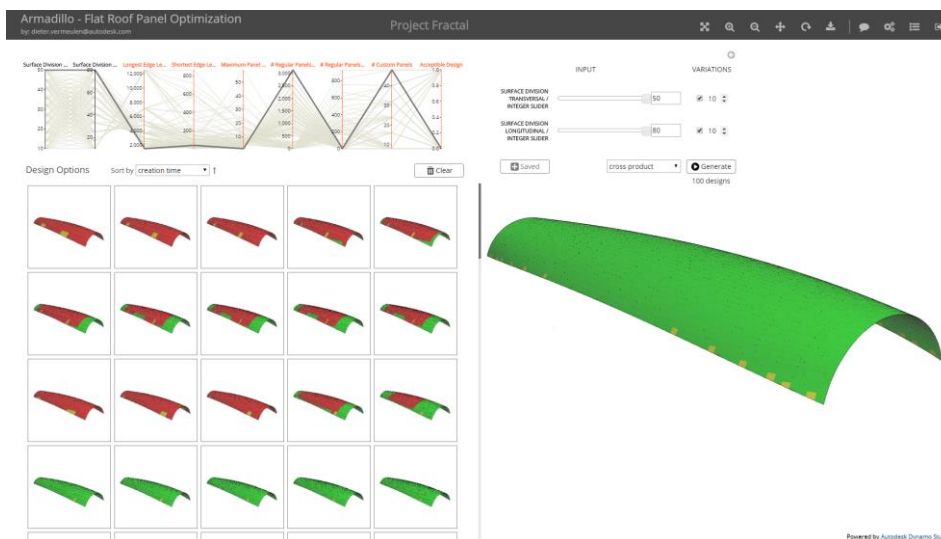 Armadillo - Flat Roof Panel Optimization
by: dieter.vermeulen@autodesk.com
Project Fractal
Surface Division ... Surface Division ... Longest Edge Le... Shortest Edge Le... Maximum Panel ... # Regular Panels... # Regular Panels... # Custom Panels Acceptible Design
INPUT VARIATIONS
SURFACE DIVISION
TRANSVERSAL /
INTEGER SLIDER
50 10
SURFACE DIVISION
LONGITUDINAL /
INTEGER SLIDER
80 10
Saved cross product Generate
100 designs
Design Options Sort by creation time ↑ Clear
Powered by Autodesk Dynamo Stu